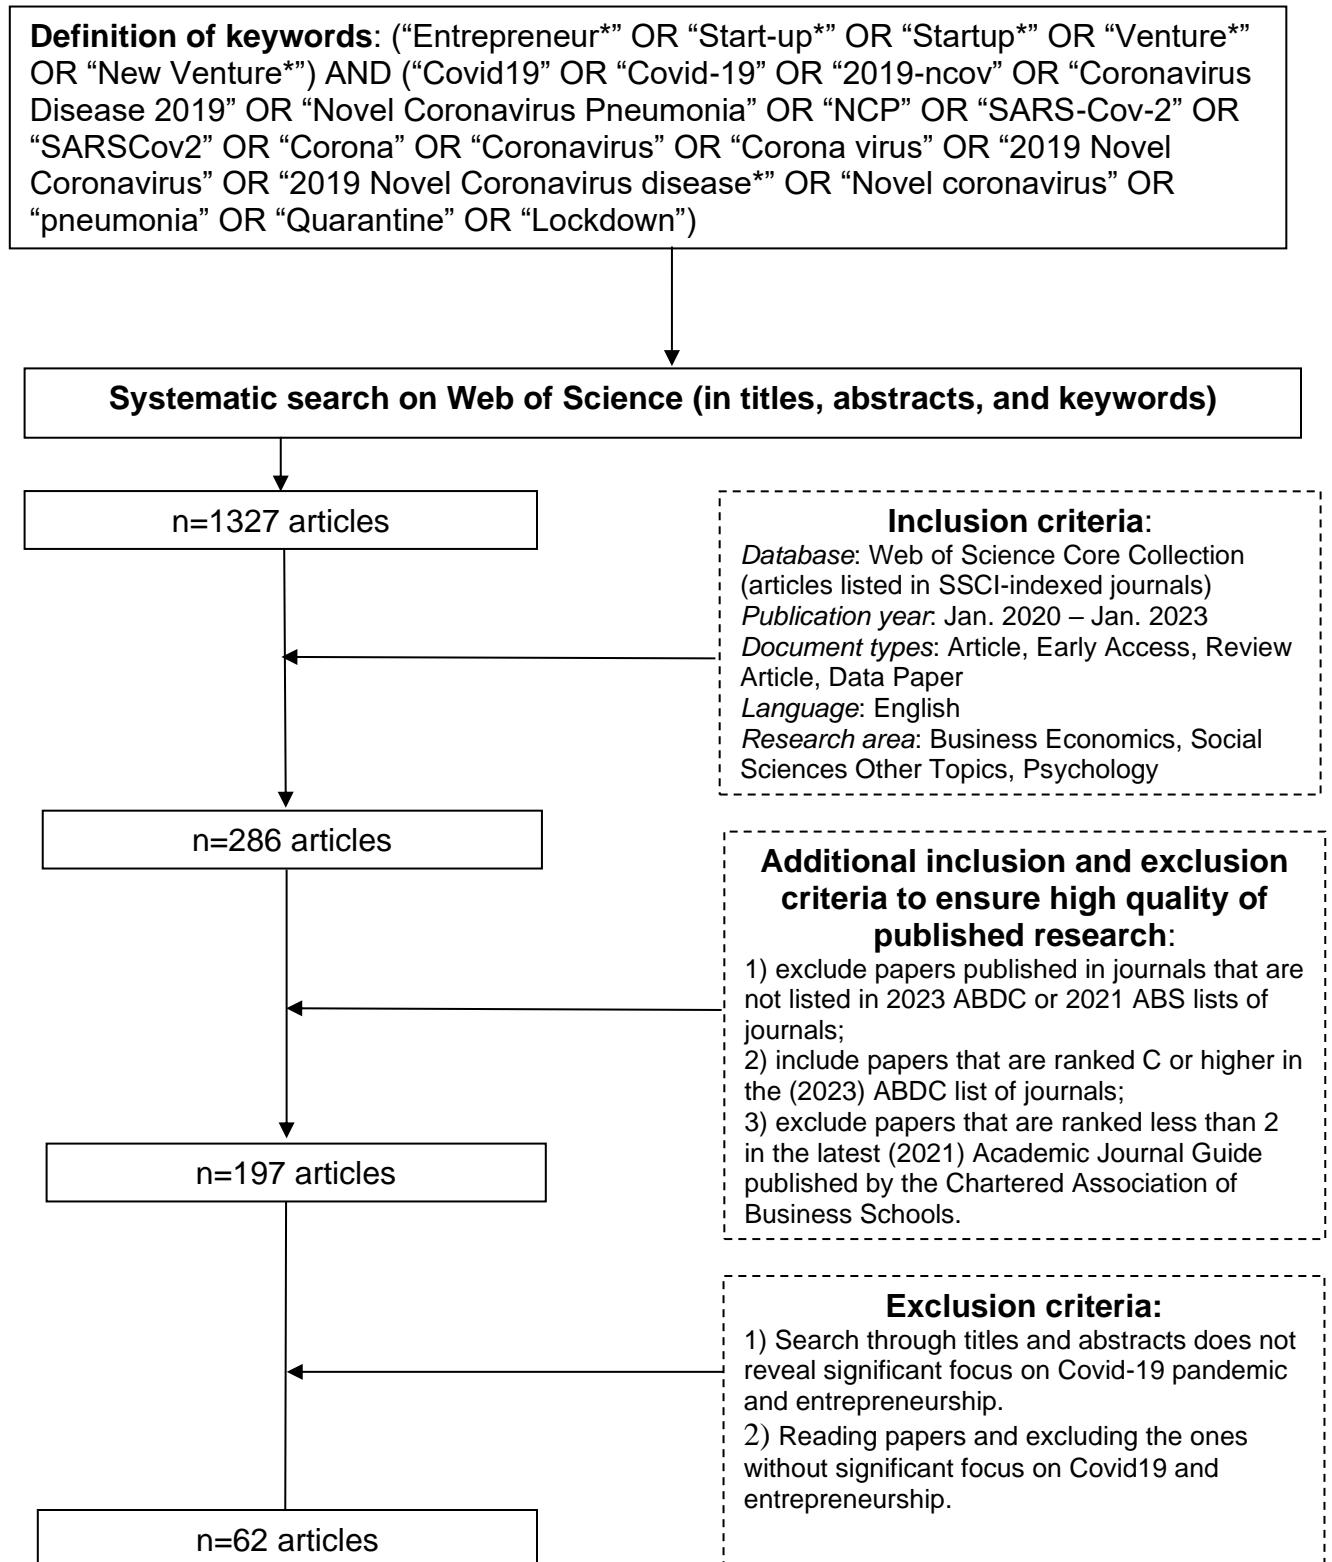 Definition of keywords: (“Entrepreneur*” OR “Start-up*” OR “Startup*” OR “Venture*”
OR “New Venture*”) AND (“Covid19” OR “Covid-19” OR “2019-ncov” OR “Coronavirus
Disease 2019” OR “Novel Coronavirus Pneumonia” OR “NCP” OR “SARS-Cov-2” OR
“SARSCov2” OR “Corona” OR “Coronavirus” OR “Corona virus” OR “2019 Novel
Coronavirus” OR “2019 Novel Coronavirus disease*” OR “Novel coronavirus” OR
“pneumonia” OR “Quarantine” OR “Lockdown”)
Systematic search on Web of Science (in titles, abstracts, and keywords)
n=1327 articles
Inclusion criteria:
Database: Web of Science Core Collection
(articles listed in SSCI-indexed journals)
Publication year: Jan. 2020 – Jan. 2023
Document types: Article, Early Access, Review
Article, Data Paper
Language: English
Research area: Business Economics, Social
Sciences Other Topics, Psychology
n=286 articles
Additional inclusion and exclusion
criteria to ensure high quality of
published research:
1) exclude papers published in journals that are
not listed in 2023 ABDC or 2021 ABS lists of
journals;
2) include papers that are ranked C or higher in
the (2023) ABDC list of journals;
3) exclude papers that are ranked less than 2
in the latest (2021) Academic Journal Guide
published by the Chartered Association of
Business Schools.
n=197 articles
Exclusion criteria:
1) Search through titles and abstracts does not
reveal significant focus on Covid-19 pandemic
and entrepreneurship.
2) Reading papers and excluding the ones
without significant focus on Covid19 and
entrepreneurship.
n=62 articles